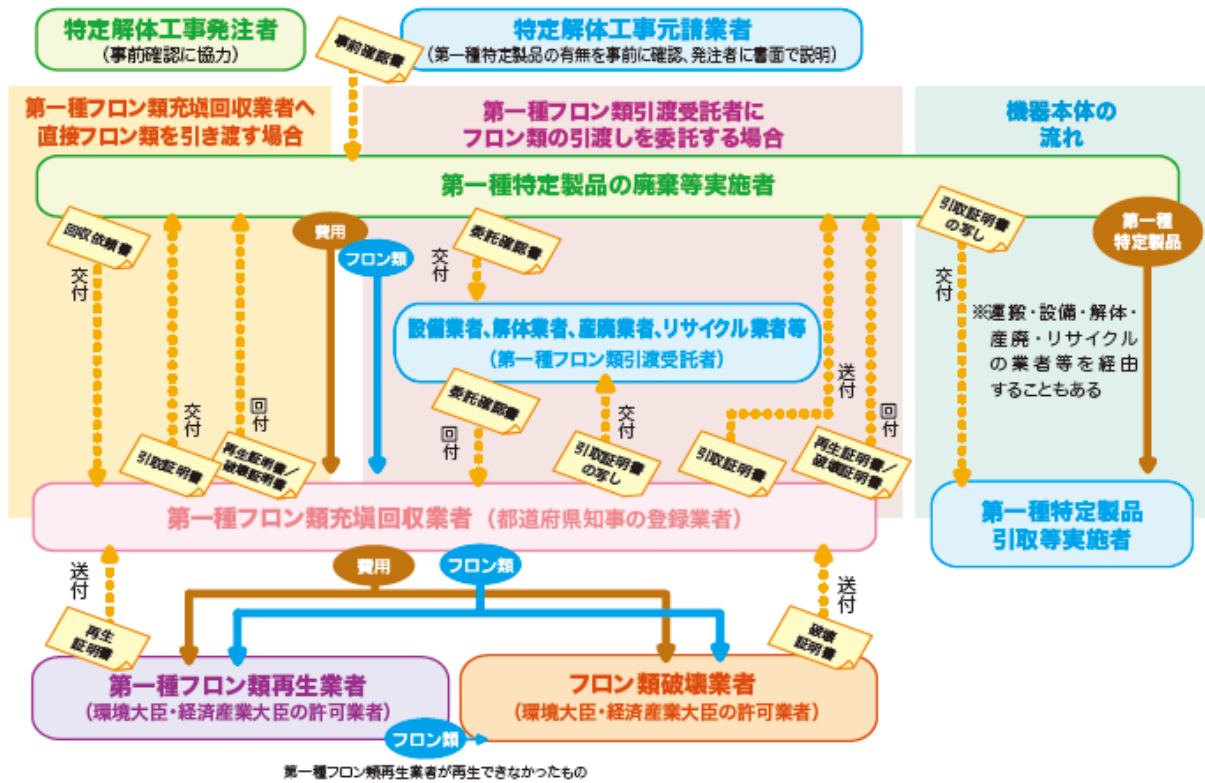 特定解体工事発注者
(事前確認に協力)
事前確認書
特定解体工事元請業者
(第一種特定製品の有無を事前に確認、発注者に書面で説明)
第一種フロン類充塡回収業者へ
直接フロン類を引き渡す場合
第一種フロン類引渡受託者に
フロン類の引渡しを委託する場合
機器本体の
流れ
第一種特定製品の廃棄等実施者
回収依頼書
交付
費用
フロン類
委託確認書
交付
引取証明書
の写し
交付
第一種
特定製品
設備業者、解体業者、産廃業者、リサイクル業者等
(第一種フロン類引渡受託者)
※運搬・設備・解体・
産廃・リサイクル
の業者等を経由
することもある
送付
引取証明書
交付
再生証明書/
破壊証明書
回付
委託確認書
回付
引取証明書
の写し
交付
引取証明書
再生証明書/
破壊証明書
回付
第一種フロン類充塡回収業者(都道府県知事の登録業者)
第一種特定製品
引取等実施者
送付
再生
証明書
費用
フロン類
送付
破壊
証明書
第一種フロン類再生業者
(環境大臣・経済産業大臣の許可業者)
フロン類破壊業者
(環境大臣・経済産業大臣の許可業者)
フロン類
第一種フロン類再生業者が再生できなかったもの